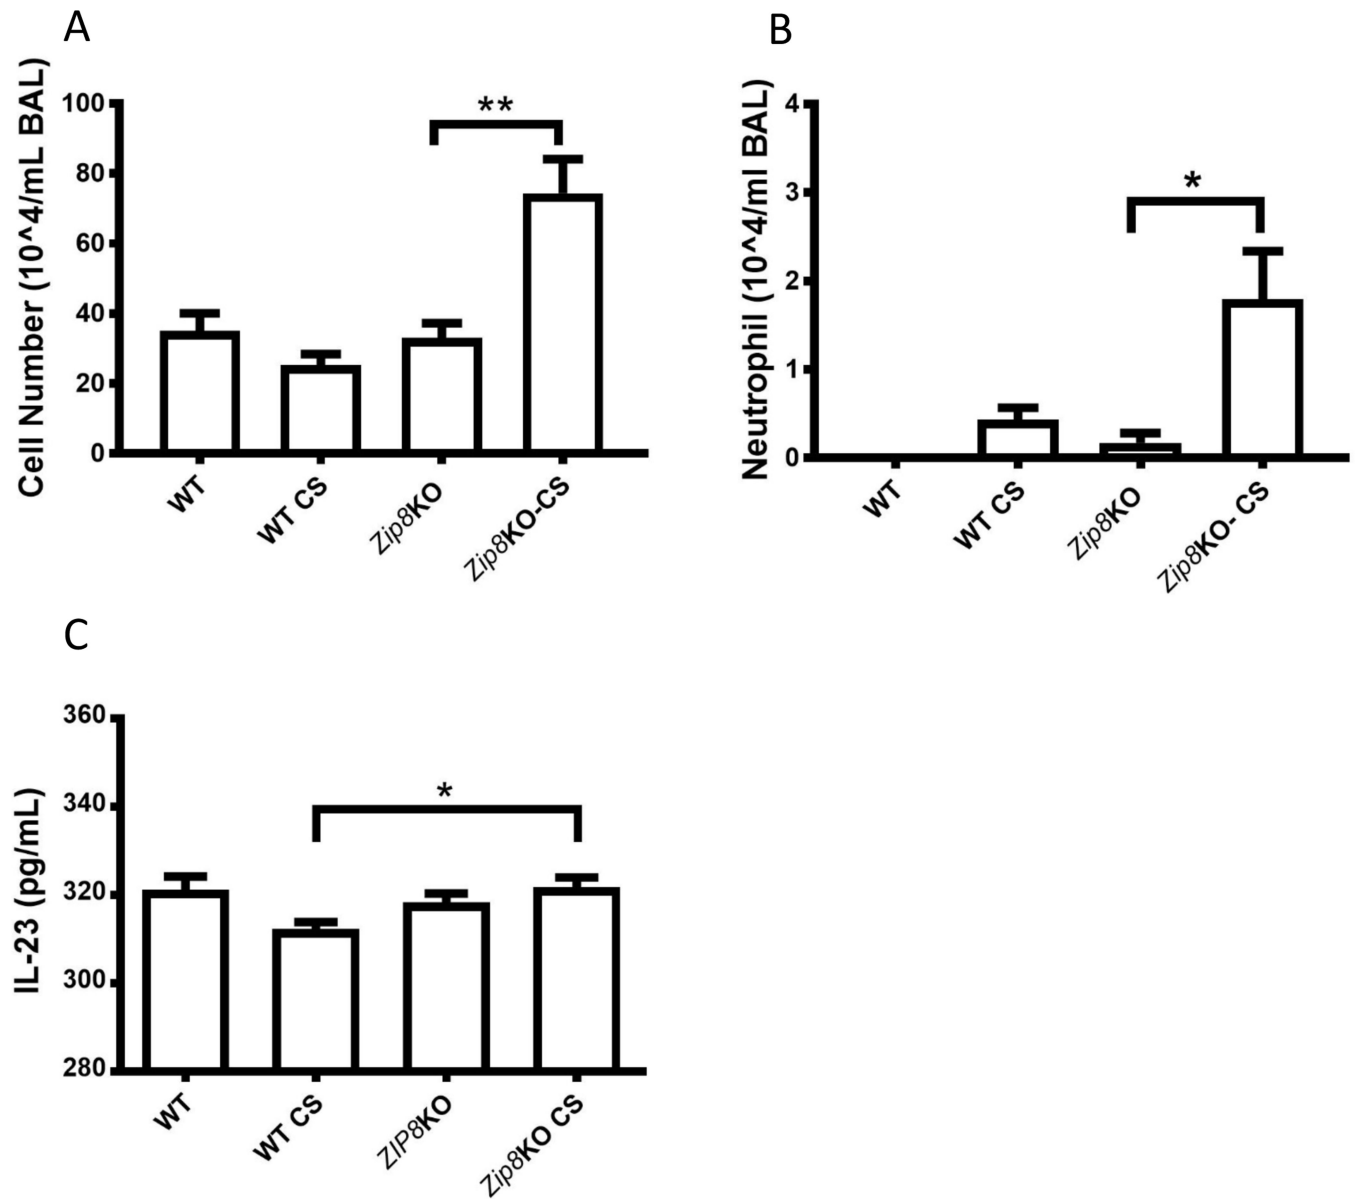 A
Cell Number (10^4/mL BAL)
100
80
60
40
20
0
**
WT
WT CS
Zip8KO
Zip8KO-CS
B
Neutrophil (10^4/ml BAL)
4
3
2
1
0
*
WT
WT CS
Zip8KO
Zip8KO- CS
C
IL-23 (pg/mL)
360
340
320
300
280
*
WT
WT CS
ZIP8KO
Zip8KO CS